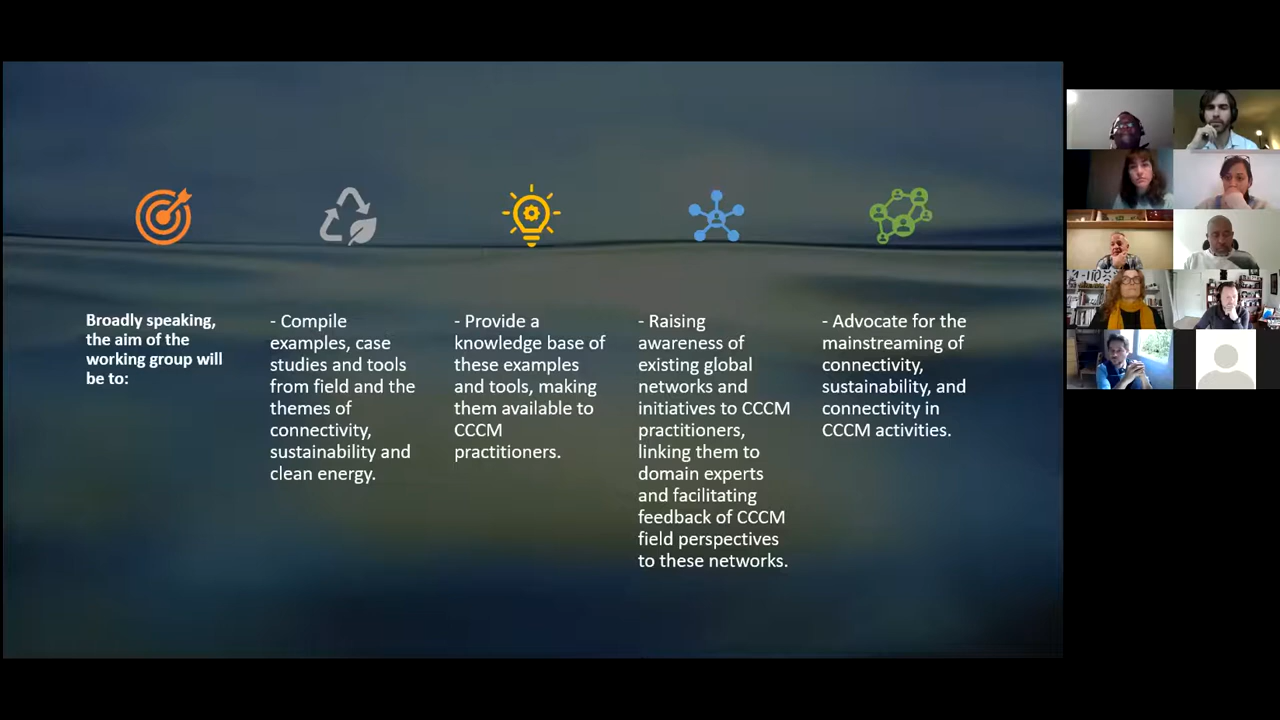 Broadly speaking,
the aim of the
working group will
be to:
- Compile
examples, case
studies and tools
from field and the
themes of
connectivity,
sustainability and
clean energy.
- Provide a
knowledge base of
these examples
and tools, making
them available to
CCCM
practitioners.
- Raising
awareness of
existing global
networks and
initiatives to CCCM
practitioners,
linking them to
domain experts
and facilitating
feedback of CCCM
field perspectives
to these networks.
- Advocate for the
mainstreaming of
connectivity,
sustainability, and
connectivity in
CCCM activities.